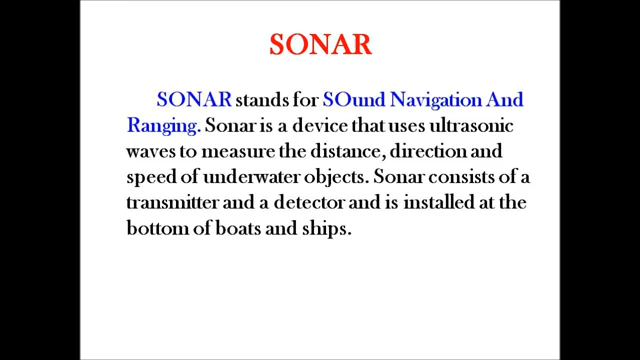 SONAR
SONAR stands for SOund Navigation And
Ranging. Sonar is a device that uses ultrasonic
waves to measure the distance, direction and
speed of underwater objects. Sonar consists of a
transmitter and a detector and is installed at the
bottom of boats and ships.